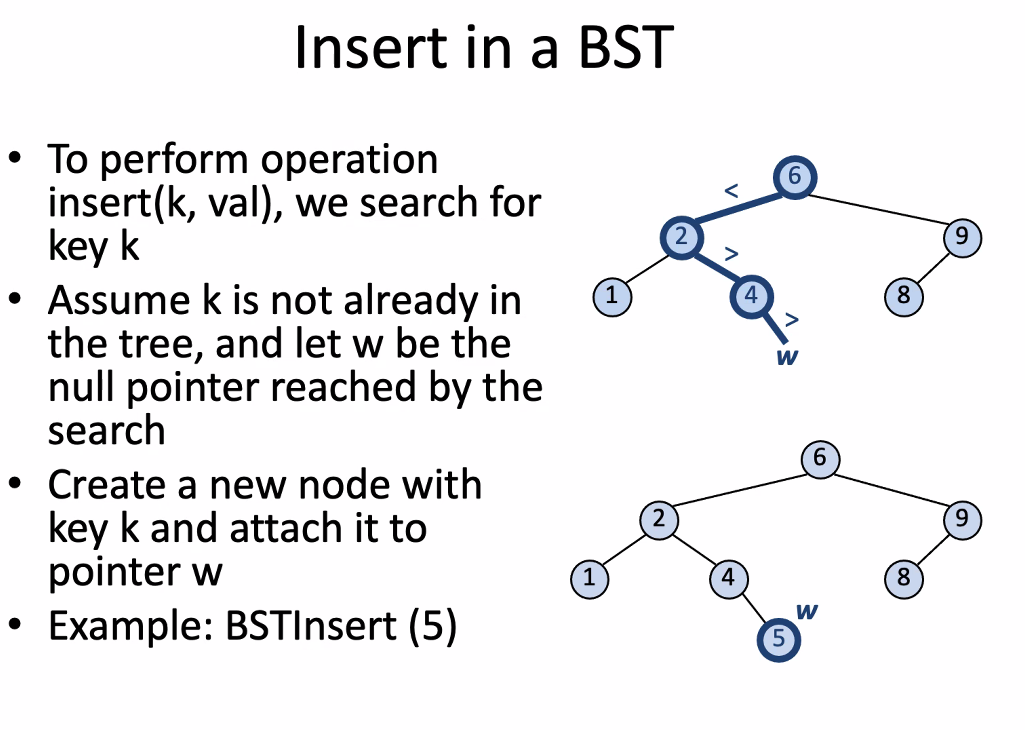 Insert in a BST
• To perform operation
insert(k, val), we search for
key k
• Assume k is not already in
the tree, and let w be the
null pointer reached by the
search
• Create a new node with
key k and attach it to
pointer w
• Example: BSTInsert (5)
6
<
2
>
9
1
4
8
>
w
6
2
9
1
4
8
w
5